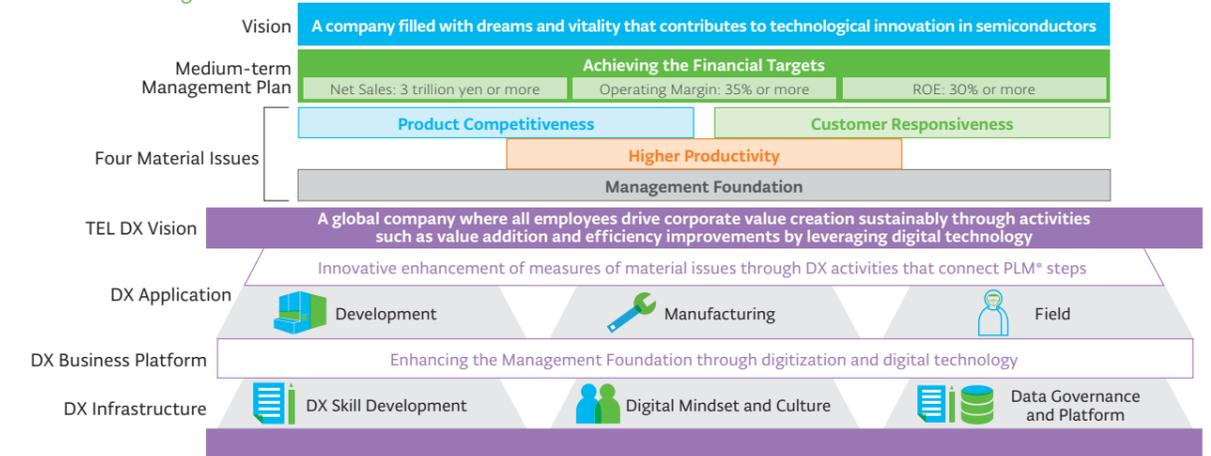 Vision
A company filled with dreams and vitality that contributes to technological innovation in semiconductors
Medium-term
Management Plan
Achieving the Financial Targets
Net Sales: 3 trillion yen or more
Operating Margin: 35% or more
ROE: 30% or more
Four Material Issues
Product Competitiveness
Customer Responsiveness
Higher Productivity
Management Foundation
TEL DX Vision
A global company where all employees drive corporate value creation sustainably through activities
such as value addition and efficiency improvements by leveraging digital technology
DX Application
Innovative enhancement of measures of material issues through DX activities that connect PLM* steps
Development
Manufacturing
Field
DX Business Platform
Enhancing the Management Foundation through digitization and digital technology
DX Infrastructure
DX Skill Development
Digital Mindset and Culture
Data Governance
and Platform